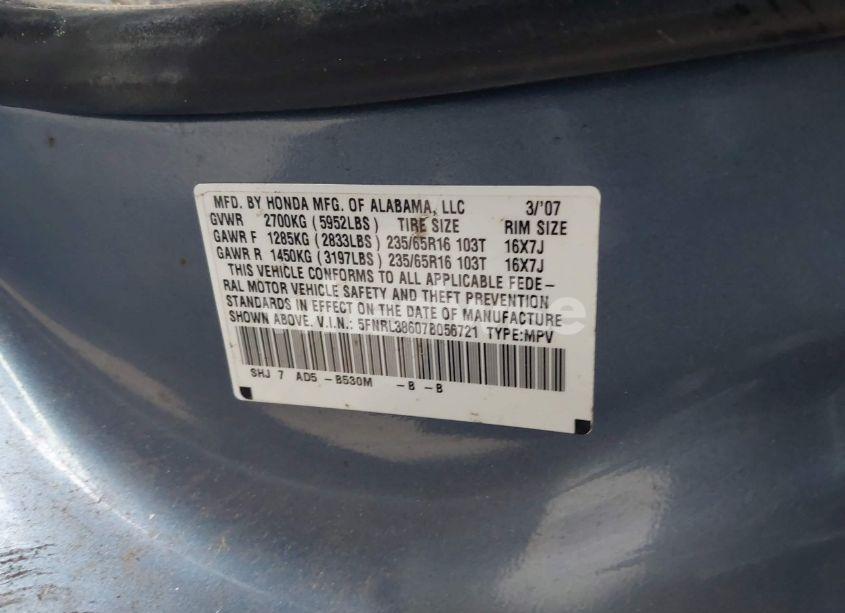 MFD. BY HONDA MFG. OF ALABAMA, LLC 3/'07
GVWR 2700KG (5952LBS) TIRE SIZE RIM SIZE
GAWR F 1285KG (2833LBS) 235/65R16 103T 16X7J
GAWR R 1450KG (3197LBS) 235/65R16 103T 16X7J
THIS VEHICLE CONFORMS TO ALL APPLICABLE FEDE-
RAL MOTOR VEHICLE SAFETY AND THEFT PREVENTION
STANDARDS IN EFFECT ON THE DATE OF MANUFACTURE
SHOWN ABOVE. V.I.N.: 5FNRL38607B056721 TYPE:MPV
SHJ 7 AD5 -B530M -B -B